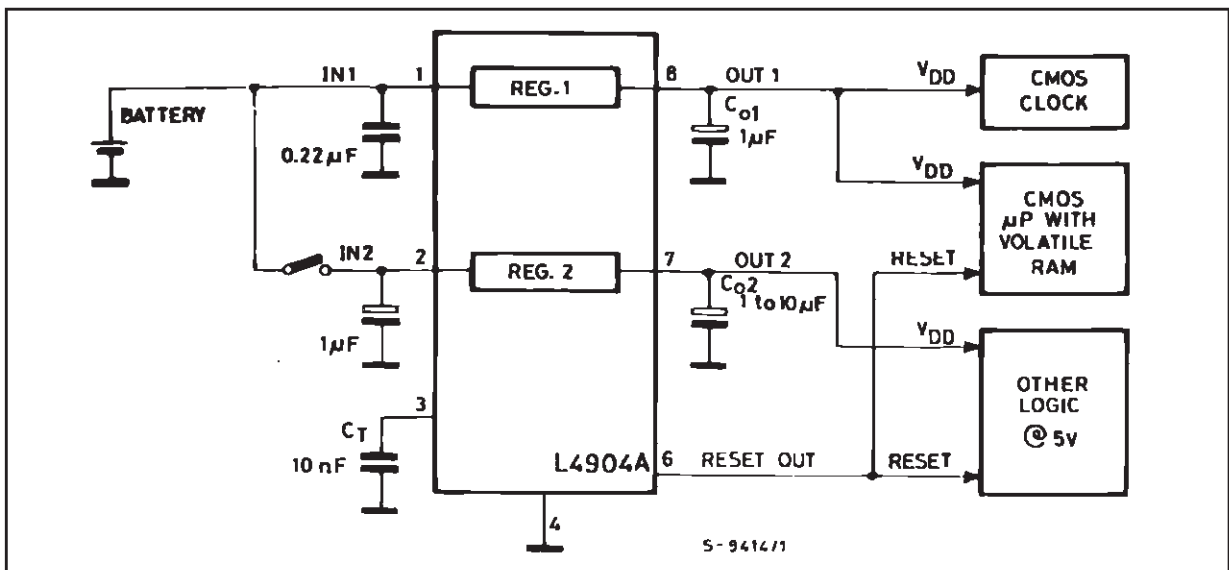 IN1
1
REG. 1
8
OUT 1
VDD
CMOS
CLOCK
BATTERY
0.22µF
Co1
1µF
VDD
CMOS
µP WITH
VOLATILE
RAM
RESET
IN2
2
REG. 2
7
OUT 2
Co2
1 to 10µF
1µF
VDD
OTHER
LOGIC
@ 5V
3
CT
10 nF
L4904A
6
RESET OUT
RESET
4
S-9414/1